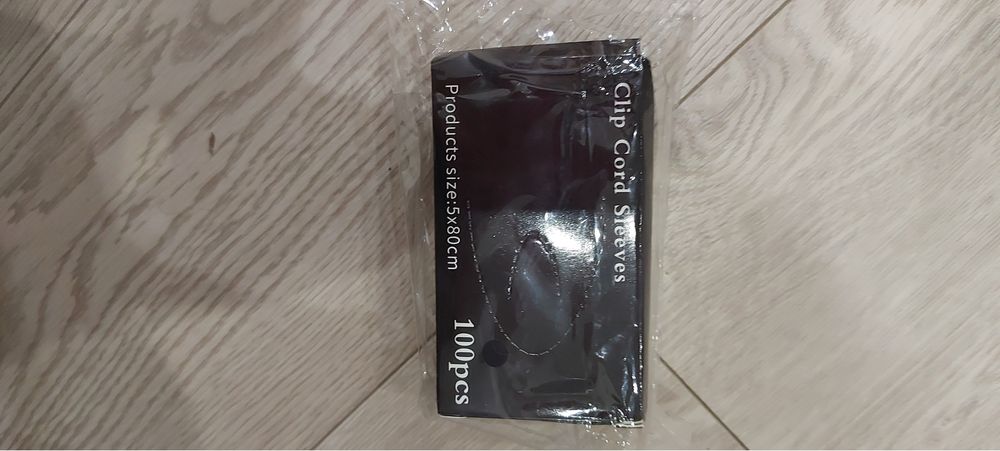 Clip Cord Sleeves
Products size:5x80cm
100pcs